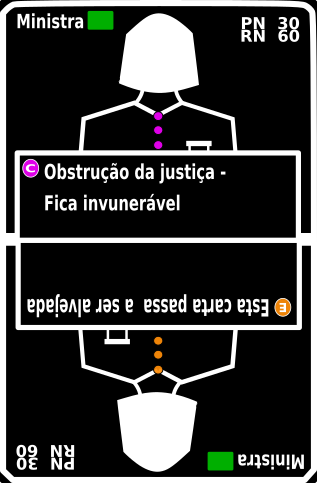 Ministra
PN 30
RN 60
C Obstrução da justiça -
Fica invunerável
E Esta carta passa a ser alvejada
Ministra
PN 30
RN 60